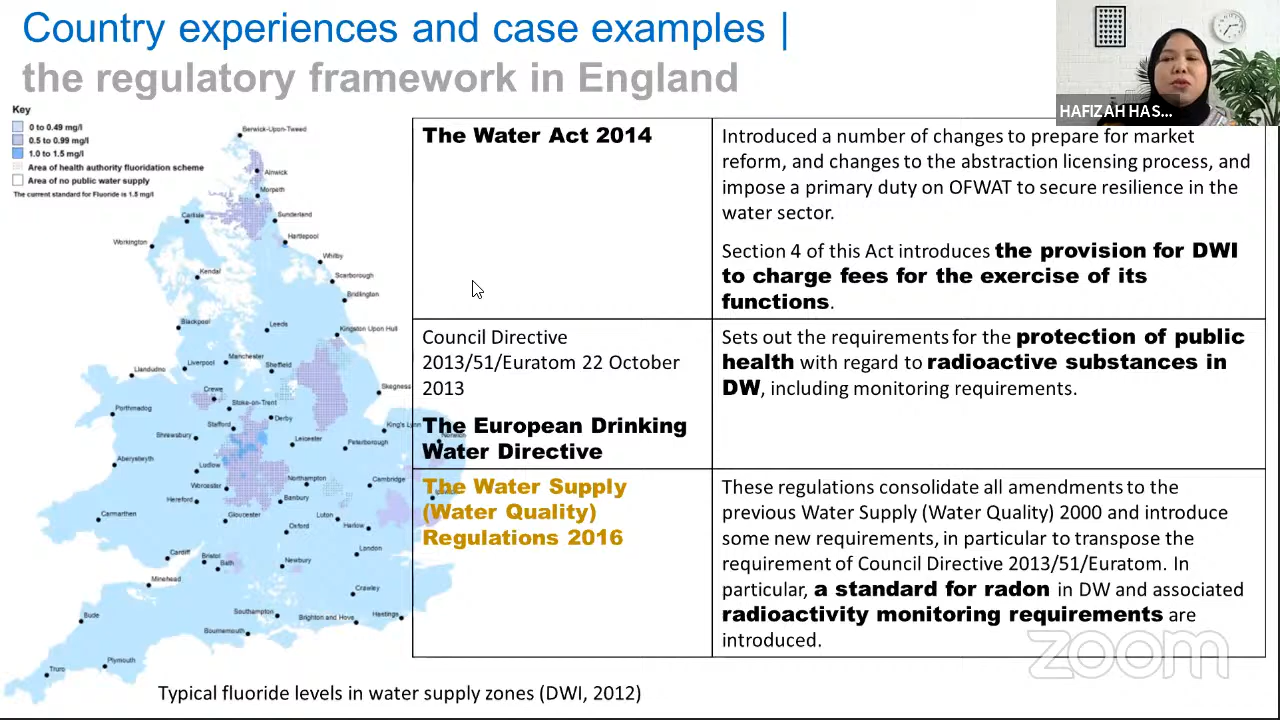 Country experiences and case examples |
the regulatory framework in England
HAFIZAH HAS...
Key
0 to 0.49 mg/l
0.5 to 0.99 mg/l
1.0 to 1.5 mg/l
Area of health authority fluoridation scheme
Area of no public water supply
The current standard for Fluoride is 1.5 mg/l
Berwick-Upon-Tweed
Alnwick
Morpeth
Carlisle
Sunderland
Hartlepool
Workington
Whitby
Kendal
Scarborough
Bridlington
Blackpool
Leeds
Kingston Upon Hull
Manchester
Liverpool
Sheffield
Llandudno
Crewe
Skegness
Stoke-on-Trent
Porthmadog
Derby
Stafford
King's Lynn
Shrewsbury
Leicester
Peterborough
Norwich
Aberystwyth
Ludlow
Worcester
Northampton
Cambridge
Hereford
Banbury
Carmarthen
Gloucester
Luton
Harlow
Oxford
Cardiff
Bristol
Bath
Newbury
London
Minehead
Crawley
Bude
Southampton
Brighton and Hove
Hastings
Bournemouth
Truro
Plymouth
The Water Act 2014
Introduced a number of changes to prepare for market
reform, and changes to the abstraction licensing process, and
impose a primary duty on OFWAT to secure resilience in the
water sector.
Section 4 of this Act introduces the provision for DWI
to charge fees for the exercise of its
functions.
Council Directive
2013/51/Euratom 22 October
2013
The European Drinking
Water Directive
Sets out the requirements for the protection of public
health with regard to radioactive substances in
DW, including monitoring requirements.
The Water Supply
(Water Quality)
Regulations 2016
These regulations consolidate all amendments to the
previous Water Supply (Water Quality) 2000 and introduce
some new requirements, in particular to transpose the
requirement of Council Directive 2013/51/Euratom. In
particular, a standard for radon in DW and associated
radioactivity monitoring requirements are
introduced.
zoom
Typical fluoride levels in water supply zones (DWI, 2012)